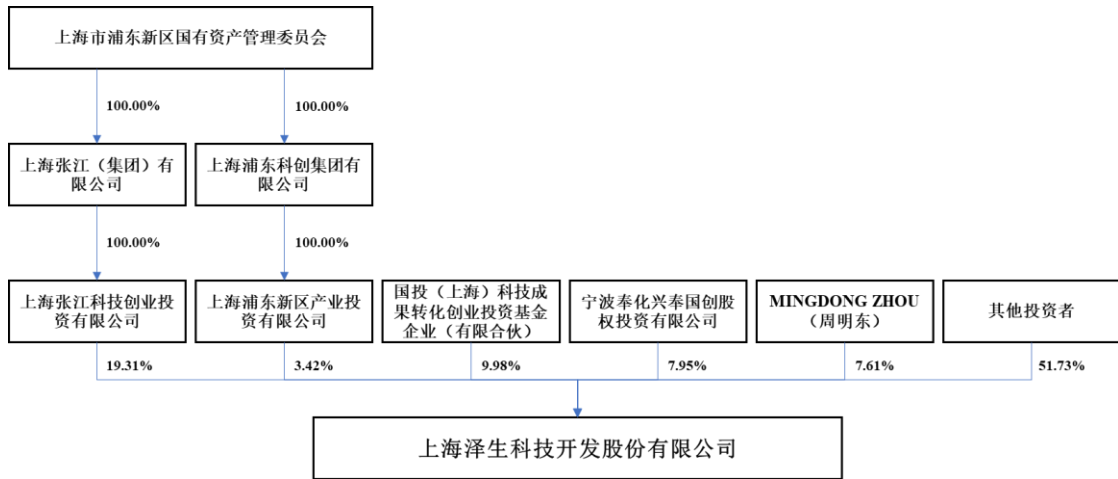 上海市浦东新区国有资产管理委员会
100.00%
100.00%
上海张江（集团）有
限公司
上海浦东科创集团有
限公司
100.00%
100.00%
上海张江科技创业投
资有限公司
上海浦东新区产业投
资有限公司
国投（上海）科技成
果转化创业投资基金
企业（有限合伙）
宁波奉化兴奉国创股
权投资有限公司
MINGDONG ZHOU
（周明东）
其他投资者
19.31%
3.42%
9.98%
7.95%
7.61%
51.73%
上海泽生科技开发股份有限公司